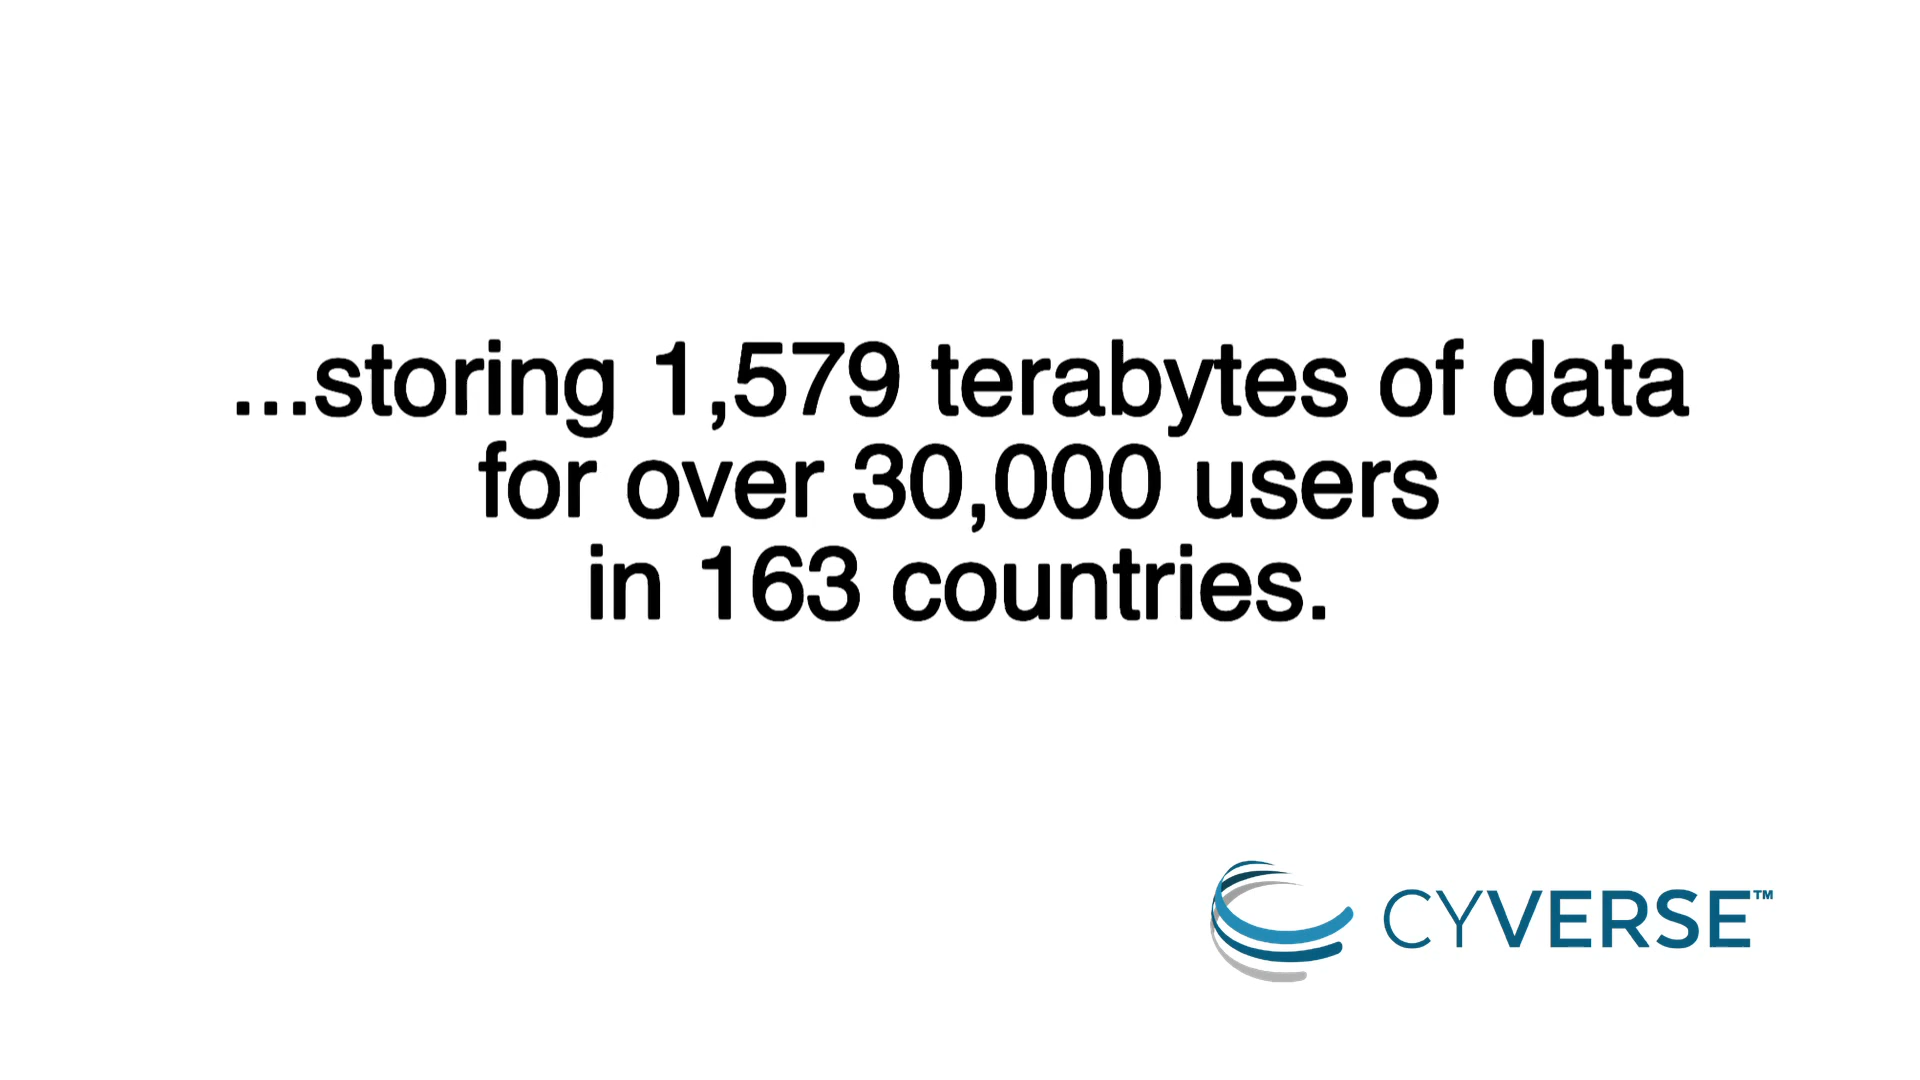 ...storing 1,579 terabytes of data
for over 30,000 users
in 163 countries.
CYVERSE™